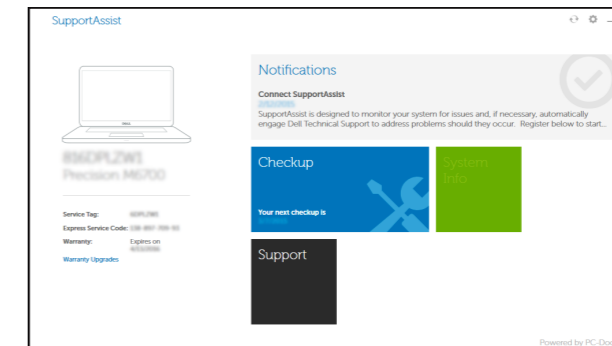 SupportAssist
Notifications
Connect SupportAssist
SupportAssist is designed to monitor your system for issues and, if necessary, automatically
engage Dell Technical Support to address problems should they occur. Register below to start...
Precision M6700
Checkup
System
Info
Service Tag:
Express Service Code:
Warranty: Expires on
Warranty Upgrades
Your next checkup is
Support
Powered by PC-Doc